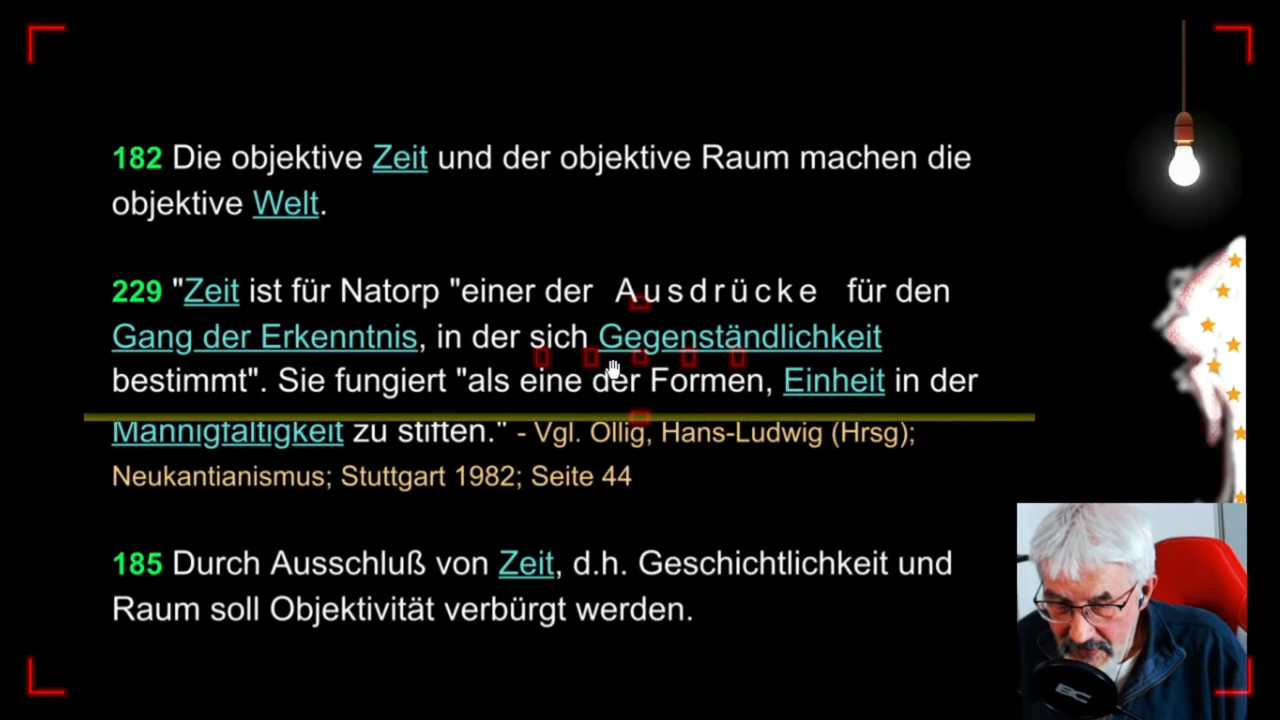 182 Die objektive Zeit und der objektive Raum machen die
objektive Welt.
229 "Zeit ist für Natorp "einer der Ausdrücke für den
Gang der Erkenntnis, in der sich Gegenständlichkeit
bestimmt". Sie fungiert "als eine der Formen, Einheit in der
Mannigfaltigkeit zu stiften." - Vgl. Ollig, Hans-Ludwig (Hrsg);
Neukantianismus; Stuttgart 1982; Seite 44
185 Durch Ausschluß von Zeit, d.h. Geschichtlichkeit und
Raum soll Objektivität verbürgt werden.